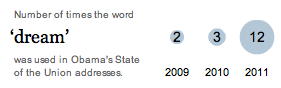 Number of times the word
‘dream’
was used in Obama's State
of the Union addresses.
2 3 12
2009 2010 2011